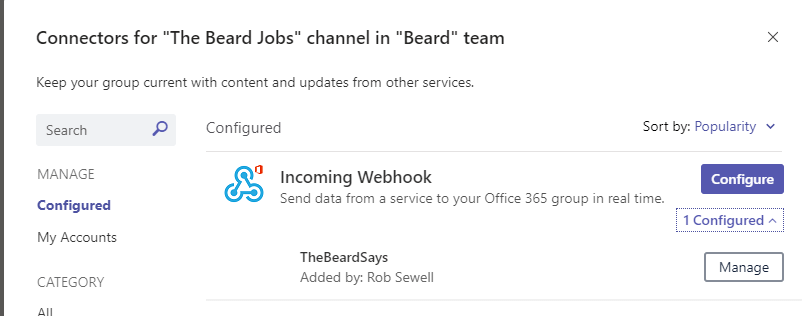 Connectors for "The Beard Jobs" channel in "Beard" team
Keep your group current with content and updates from other services.
Search
MANAGE
Configured
My Accounts
CATEGORY
All
Configured
Sort by: Popularity
Incoming Webhook
Send data from a service to your Office 365 group in real time.
Configure
1 Configured
TheBeardSays
Added by: Rob Sewell
Manage